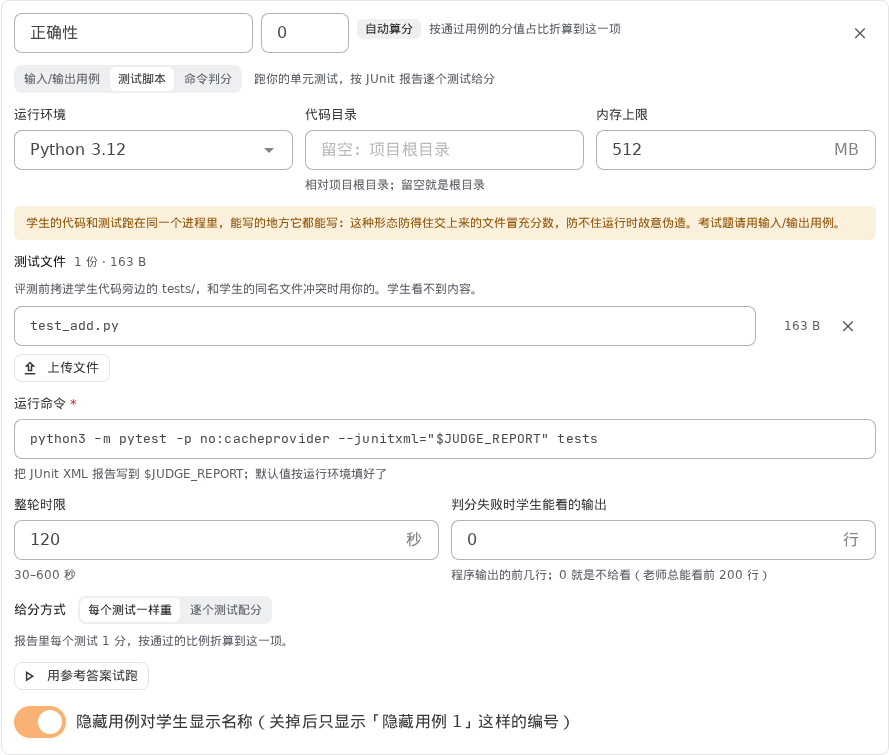 正确性 0 自动算分 按通过用例的分值占比折算到这一项
输入/输出用例 测试脚本 命令判分 跑你的单元测试，按 JUnit 报告逐个测试给分
运行环境 代码目录 内存上限
Python 3.12 留空：项目根目录 512 MB
相对项目根目录；留空就是根目录
学生的代码和测试跑在同一个进程里，能写的地方它都能写：这种形态防得住交上来的文件冒充分数，防不住运行时故意伪造。考试题请用输入/输出用例。
测试文件 1 份 · 163 B
评测前拷进学生代码旁边的 tests/，和学生的同名文件冲突时用你的。学生看不到内容。
test_add.py 163 B
上传文件
运行命令 *
python3 -m pytest -p no:cacheprovider --junitxml="$JUDGE_REPORT" tests
把 JUnit XML 报告写到 $JUDGE_REPORT；默认值按运行环境填好了
整轮时限 判分失败时学生能看的输出
120 秒 0 行
30–600 秒 程序输出的前几行；0 就是不给看（老师总能看前 200 行）
给分方式 每个测试一样重 逐个测试配分
报告里每个测试 1 分，按通过的比例折算到这一项。
用参考答案试跑
隐藏用例对学生显示名称（关掉后只显示「隐藏用例 1」这样的编号）